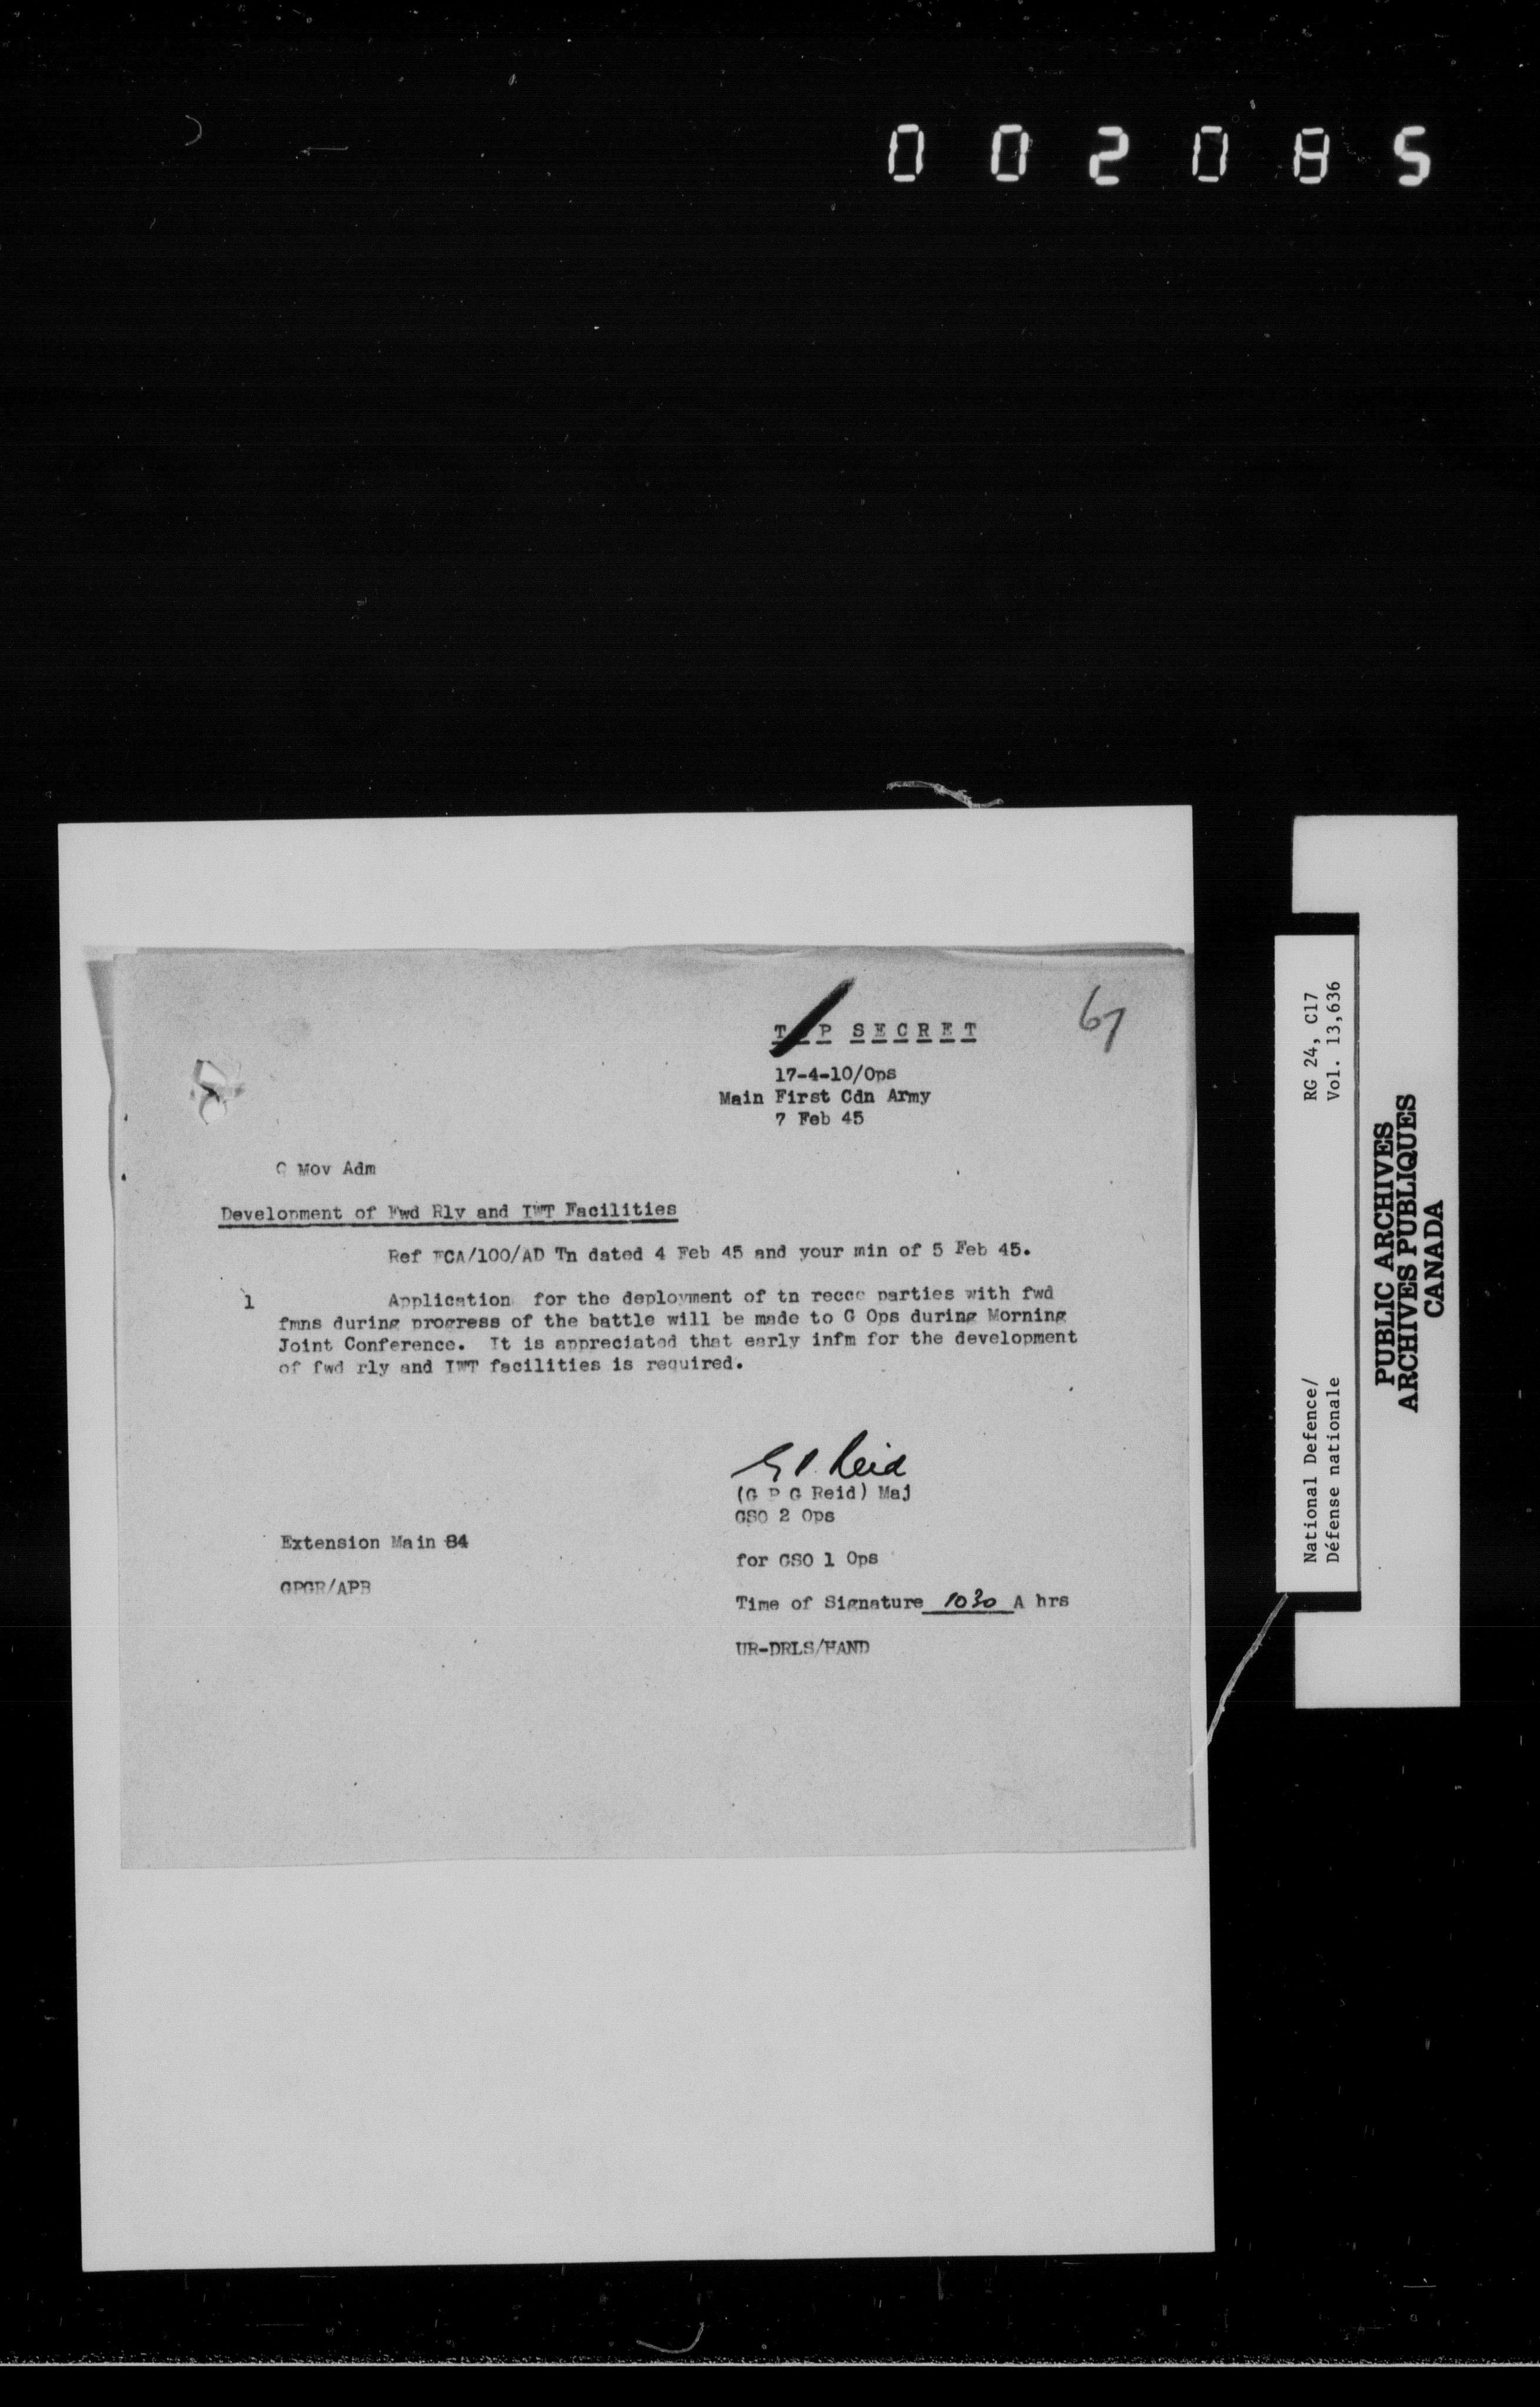 002085
TOP SECRET
67
17-4-10/Ops
Main First Cdn Army
7 Feb 45
Q Mov Adm
Development of Fwd Rly and IWT Facilities
Ref FCA/100/AD Tn dated 4 Feb 45 and your min of 5 Feb 45.
1 Application for the deployment of tn recce parties with fwd
fmns during progress of the battle will be made to G Ops during Morning
Joint Conference. It is appreciated that early infm for the development
of fwd rly and IWT facilities is required.
G P Reid
(G P G Reid) Maj
GSO 2 Ops
Extension Main 84
for GSO 1 Ops
GPGR/APB
Time of Signature 1030 A hrs
UR-DRLS/HAND
National Defence/ RG 24, C17
Défense nationale Vol. 13,636
PUBLIC ARCHIVES
ARCHIVES PUBLIQUES
CANADA